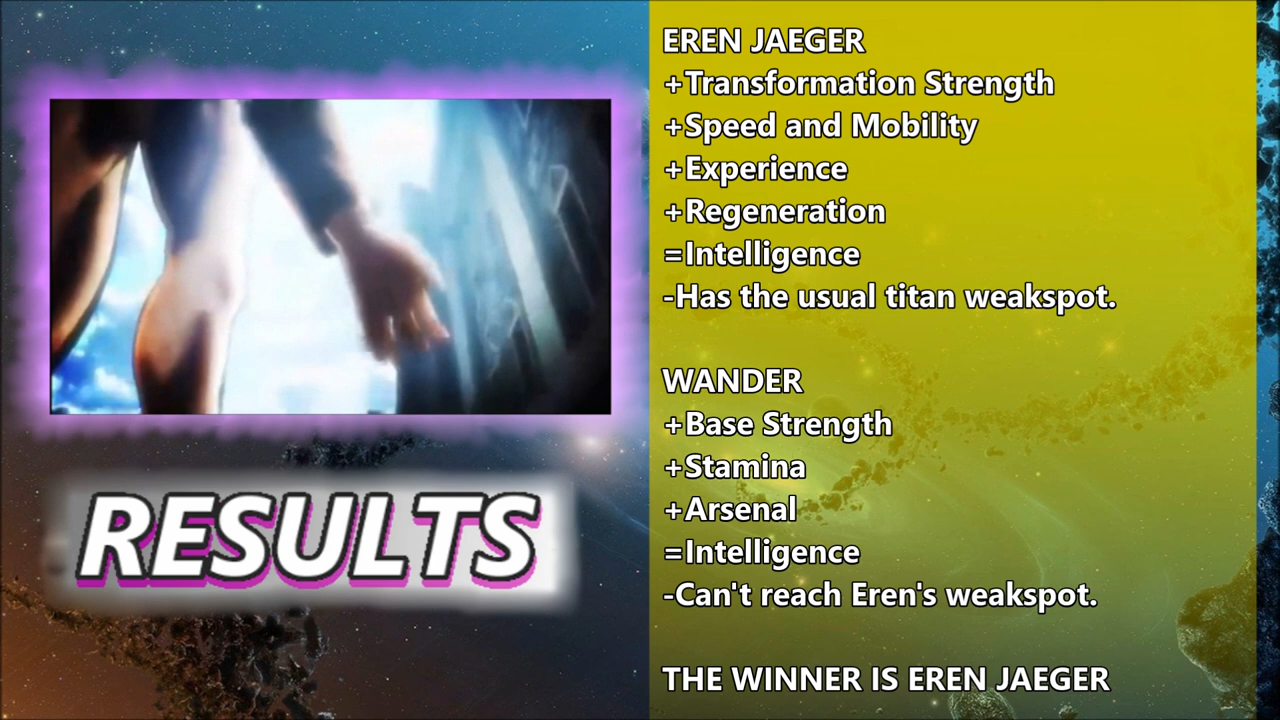 RESULTS
EREN JAEGER
+Transformation Strength
+Speed and Mobility
+Experience
+Regeneration
=Intelligence
-Has the usual titan weakspot.
WANDER
+Base Strength
+Stamina
+Arsenal
=Intelligence
-Can't reach Eren's weakspot.
THE WINNER IS EREN JAEGER